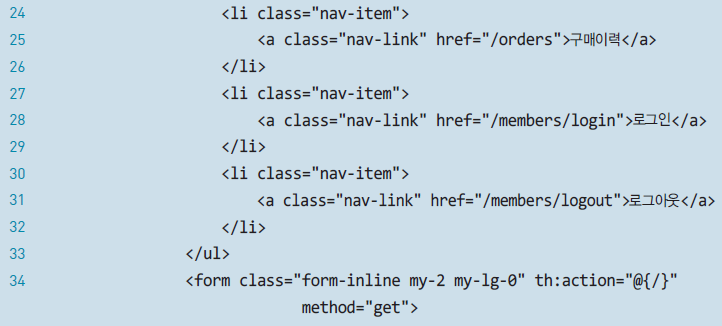 24 <li class="nav-item">
25 <a class="nav-link" href="/orders">구매이력</a>
26 </li>
27 <li class="nav-item">
28 <a class="nav-link" href="/members/login">로그인</a>
29 </li>
30 <li class="nav-item">
31 <a class="nav-link" href="/members/logout">로그아웃</a>
32 </li>
33 </ul>
34 <form class="form-inline my-2 my-lg-0" th:action="@{/}"
method="get">